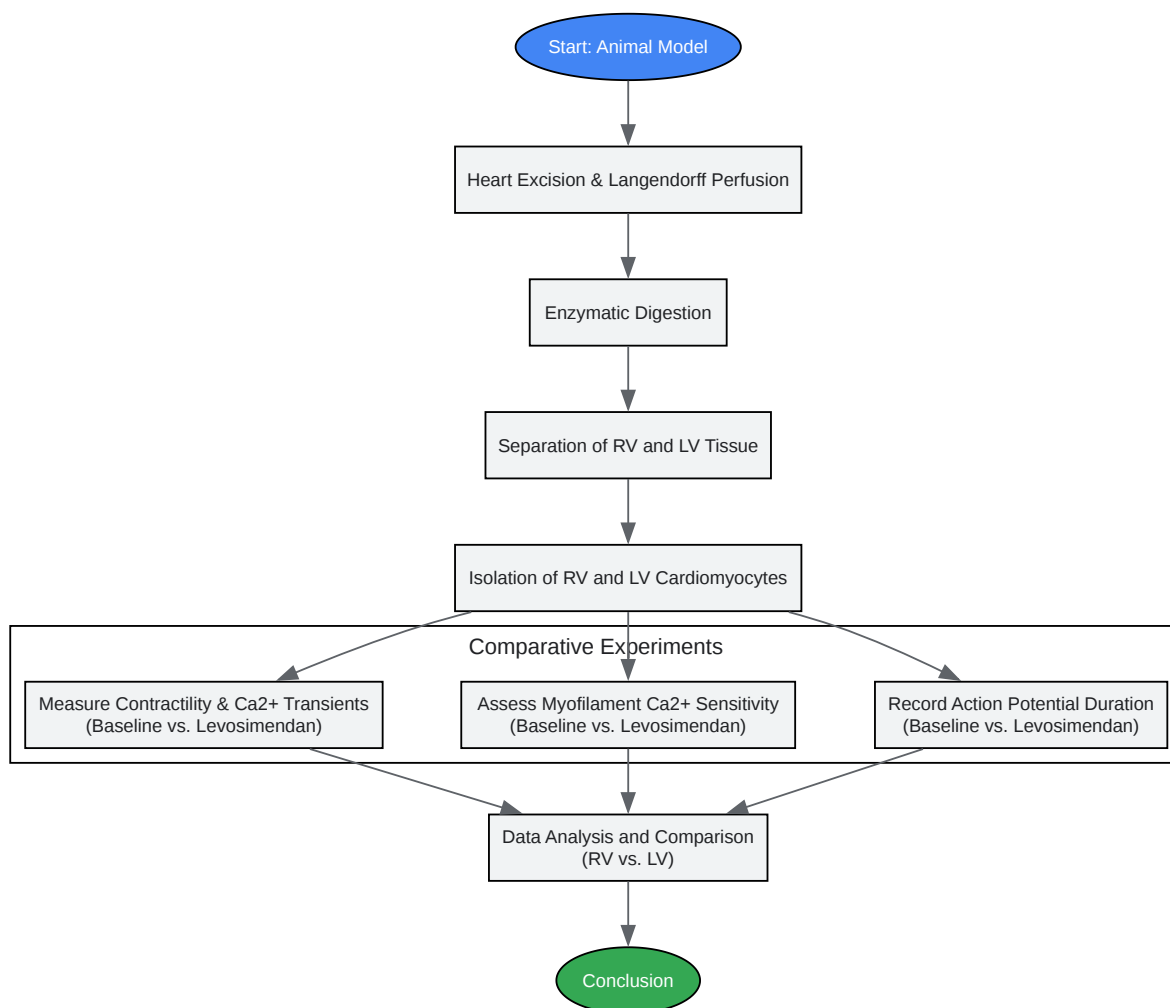 Start: Animal Model
Heart Excision & Langendorff Perfusion
Enzymatic Digestion
Separation of RV and LV Tissue
Isolation of RV and LV Cardiomyocytes
Comparative Experiments
Measure Contractility & Ca2+ Transients
(Baseline vs. Levosimendan)
Assess Myofilament Ca2+ Sensitivity
(Baseline vs. Levosimendan)
Record Action Potential Duration
(Baseline vs. Levosimendan)
Data Analysis and Comparison
(RV vs. LV)
Conclusion